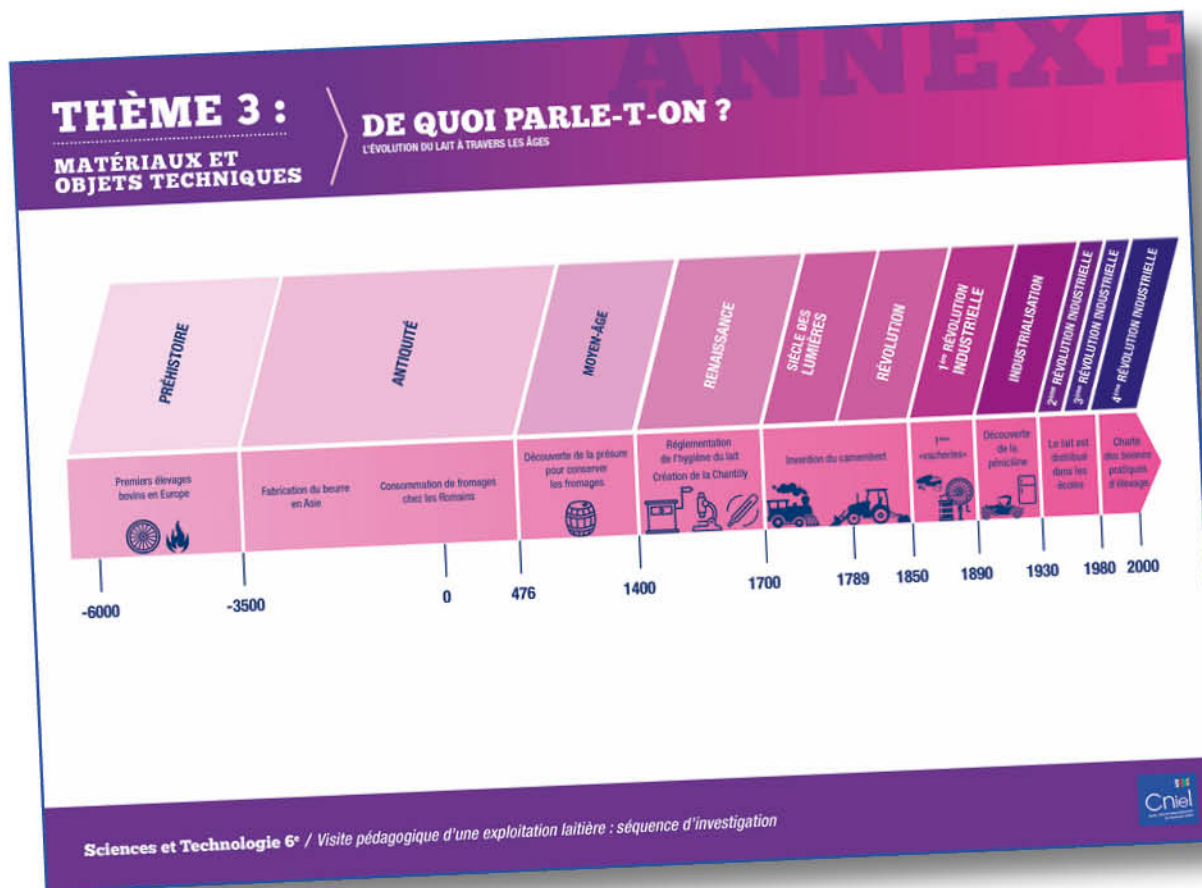 ANNEXE
THÈME 3 :
MATÉRIAUX ET
OBJETS TECHNIQUES
DE QUOI PARLE-T-ON ?
L'ÉVOLUTION DU LAIT À TRAVERS LES ÂGES
PRÉHISTOIRE
ANTIQUITÉ
MOYEN-ÂGE
RENAISSANCE
SIÈCLE DES
LUMIÈRES
RÉVOLUTION
1ère RÉVOLUTION
INDUSTRIELLE
INDUSTRIALISATION
2ème RÉVOLUTION INDUSTRIELLE
3ème RÉVOLUTION INDUSTRIELLE
4ème RÉVOLUTION INDUSTRIELLE
Premiers élevages
bovins en Europe
Fabrication du beurre
en Asie
Consommation de fromages
chez les Romains
Découverte de la présure
pour conserver
les fromages
Réglementation
de l'hygiène du lait
Création de la Chantilly
Invention du camembert
1ères
«vacheries»
Découverte
de la
péniciline
Le lait est
distribué
dans les
écoles
Charte
des bonnes
pratiques
d'élevage
-6000
-3500
0
476
1400
1700
1789
1850
1890
1930
1980
2000
Sciences et Technologie 6e / Visite pédagogique d'une exploitation laitière : séquence d'investigation
Cniel